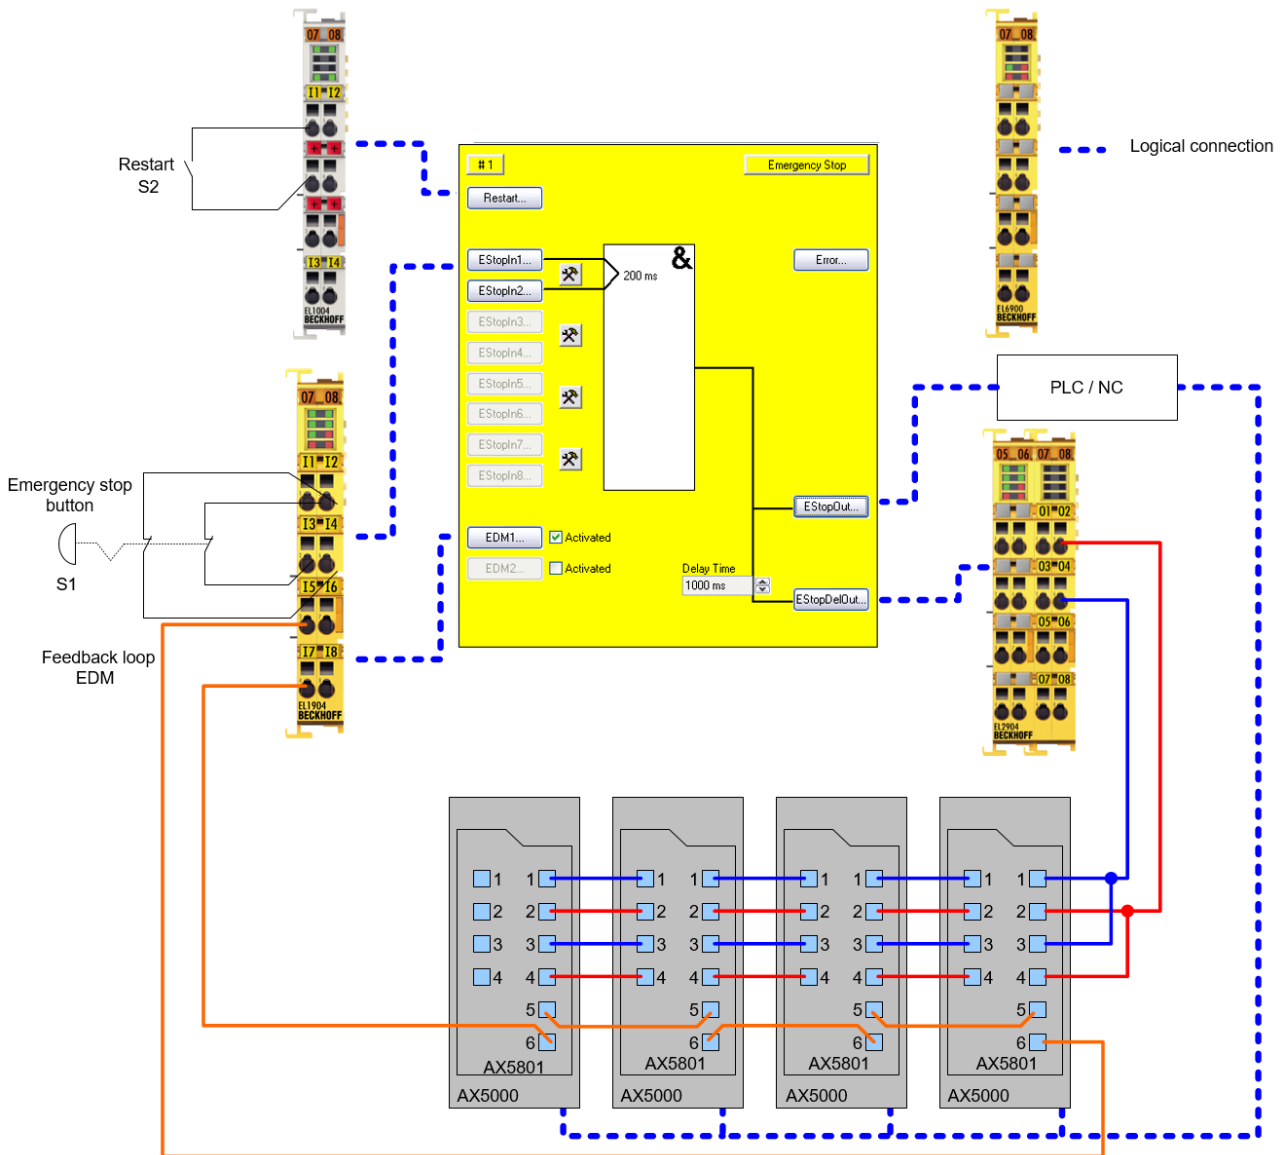 07 08
I1 I2
+ +
+ +
I3 I4
EL1004
BECKHOFF
Restart
S2
# 1
Emergency Stop
Restart...
EStopIn1...
EStopIn2...
EStopIn3...
EStopIn4...
EStopIn5...
EStopIn6...
EStopIn7...
EStopIn8...
&
200 ms
Error...
EDM1...
Activated
EDM2...
Activated
Delay Time
1000 ms
EStopOut...
EStopDelOut...
07 08
EL6900
BECKHOFF
Logical connection
PLC / NC
07 08
I1 I2
I3 I4
I5 I6
I7 I8
EL1904
BECKHOFF
Emergency stop
button
S1
Feedback loop
EDM
05 06 07 08
01 02
03 04
05 06
07 08
EL2904
BECKHOFF
1 1 1 1 1 1 1 1
2 2 2 2 2 2 2 2
3 3 3 3 3 3 3 3
4 4 4 4 4 4 4 4
5 5 5 5
6 6 6 6
AX5801 AX5801 AX5801 AX5801
AX5000 AX5000 AX5000 AX5000